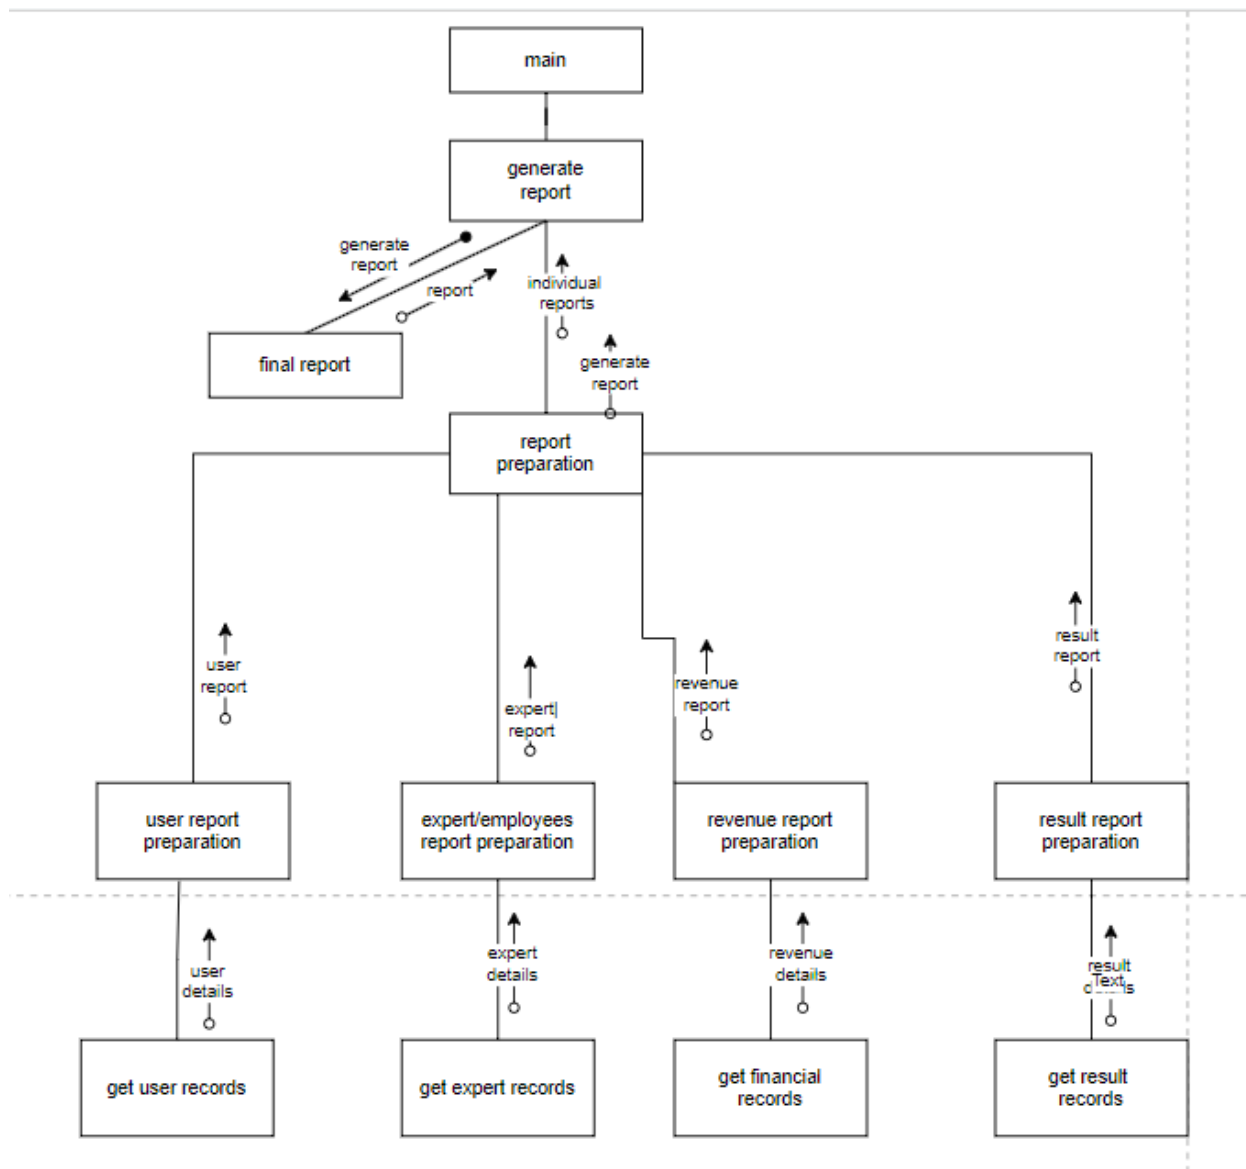 main
generate
report
generate
report
report
individual
reports
final report
generate
report
report
preparation
user
report
expert|
report
revenue
report
result
report
user report
preparation
expert/employees
report preparation
revenue report
preparation
result report
preparation
user
details
expert
details
revenue
details
result
Text
get user records
get expert records
get financial
records
get result
records